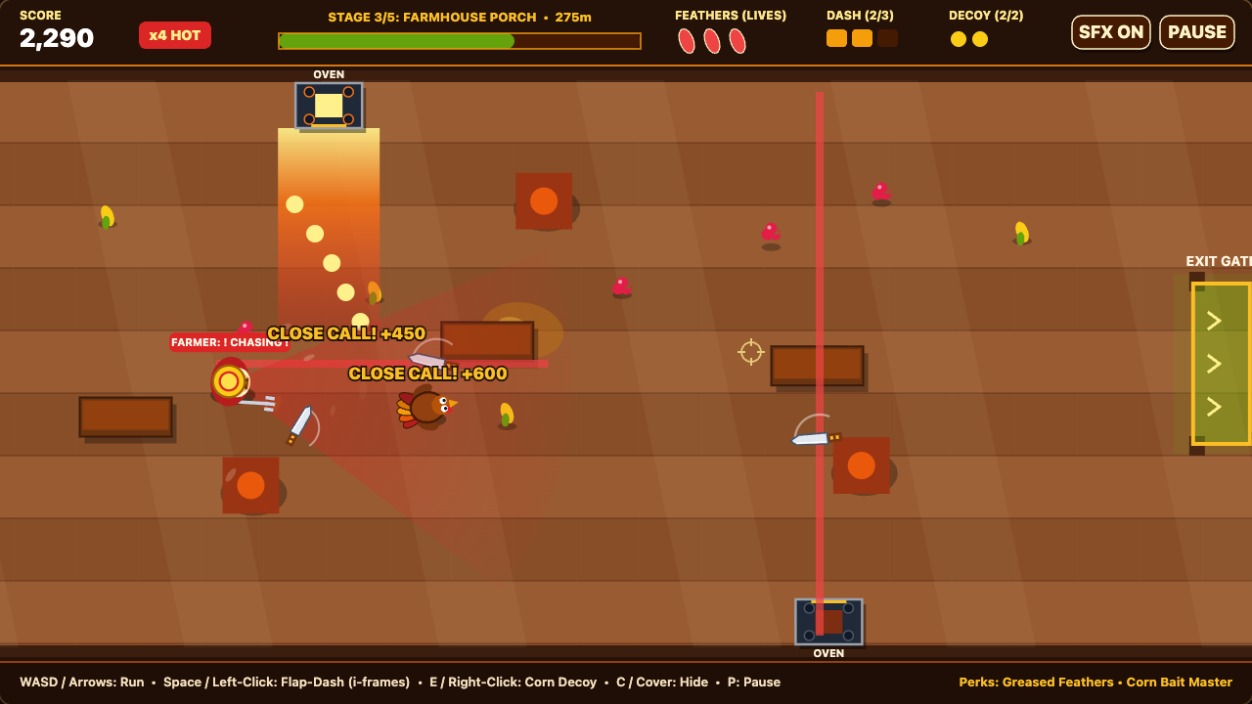 SCORE
2,290
x4 HOT
STAGE 3/5: FARMHOUSE PORCH • 275m
FEATHERS (LIVES)
DASH (2/3)
DECOY (2/2)
SFX ON
PAUSE
OVEN
EXIT GATE
CLOSE CALL! +450
FARMER: ! CHASING !
CLOSE CALL! +600
OVEN
WASD / Arrows: Run • Space / Left-Click: Flap-Dash (i-frames) • E / Right-Click: Corn Decoy • C / Cover: Hide • P: Pause
Perks: Greased Feathers • Corn Bait Master